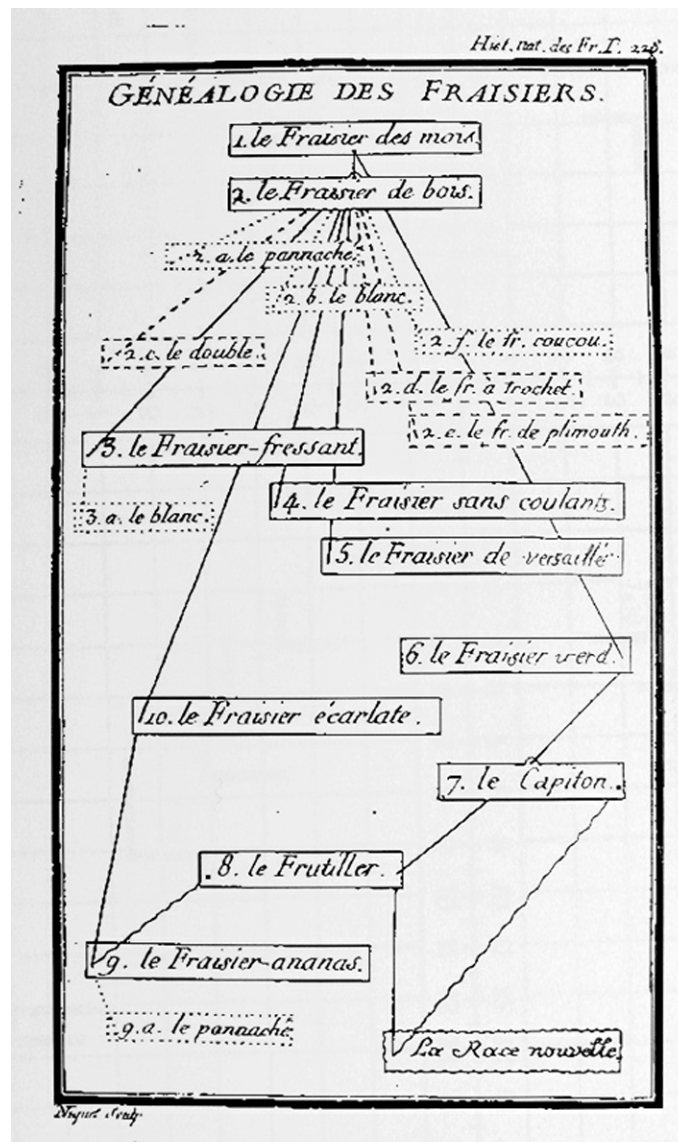 Hist. nat. des Fr. P. 228.
GÉNÉALOGIE DES FRAISIERS.
1. le Fraisier des mois.
2. le Fraisier de bois.
2. a. le pannaché.
2. b. le blanc.
2. f. le fr. coucou.
2. c. le double.
2. d. le fr. à trochet.
2. e. le fr. de plimouth.
3. le Fraisier-fressant.
4. le Fraisier sans coulants.
3. a. le blanc.
5. le Fraisier de versaille
6. le Fraisier verd.
10. le Fraisier écarlate.
7. le Capiton.
8. le Frutiller.
9. le Fraisier-ananas.
9. a. le pannaché
La Race nouvelle.
Sculp